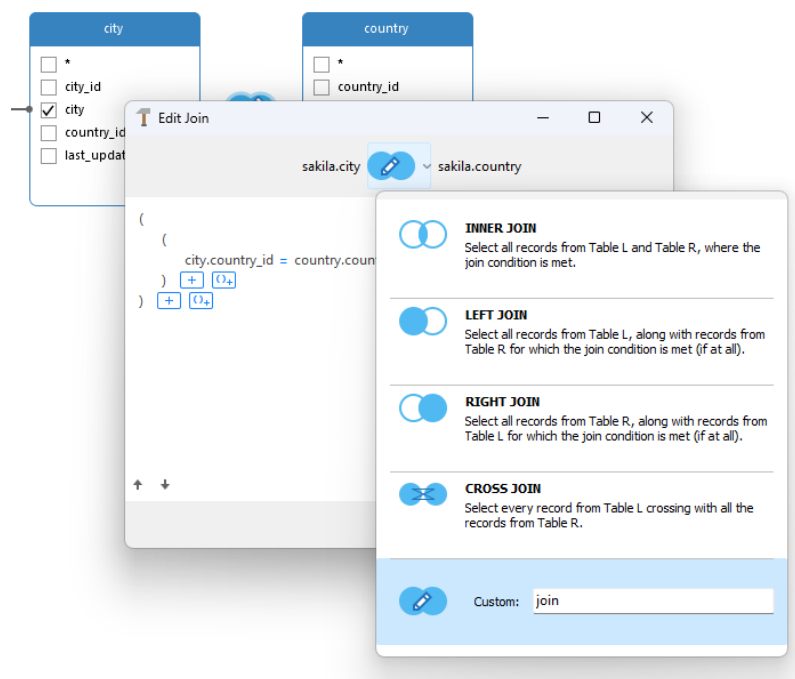 city
country
*
*
city_id
country_id
city
country_id
last_updat
Edit Join
sakila.city
sakila.country
(
(
city.country_id = country.coun
) + ()+
) + ()+
INNER JOIN
Select all records from Table L and Table R, where the
join condition is met.
LEFT JOIN
Select all records from Table L, along with records from
Table R for which the join condition is met (if at all).
RIGHT JOIN
Select all records from Table R, along with records from
Table L for which the join condition is met (if at all).
CROSS JOIN
Select every record from Table L crossing with all the
records from Table R.
Custom: join